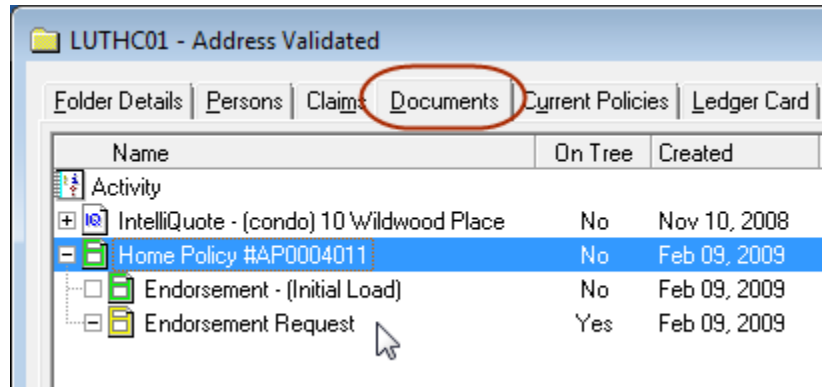 LUTHC01 - Address Validated
Folder Details Persons Claims Documents Current Policies Ledger Card
Name On Tree Created
Activity
IQ IntelliQuote - (condo) 10 Wildwood Place No Nov 10, 2008
Home Policy #AP0004011 No Feb 09, 2009
Endorsement - (Initial Load) No Feb 09, 2009
Endorsement Request Yes Feb 09, 2009